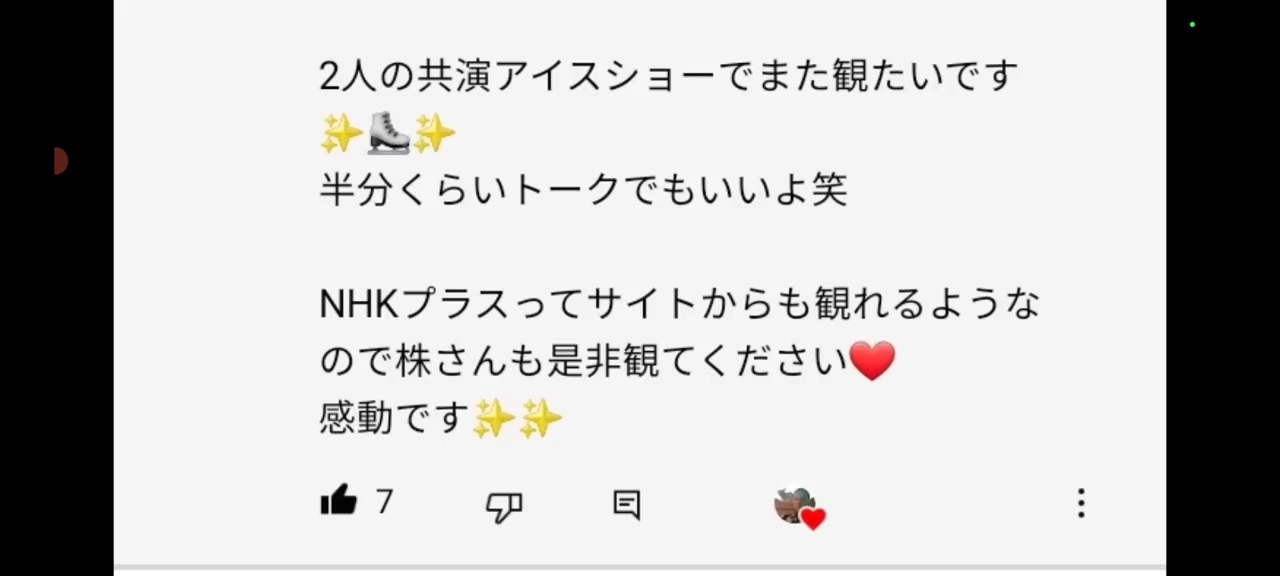 2人の共演アイスショーでまた観たいです
✨⛸✨
半分くらいトークでもいいよ笑
NHKプラスってサイトからも観れるような
ので株さんも是非観てください❤
感動です✨✨
7